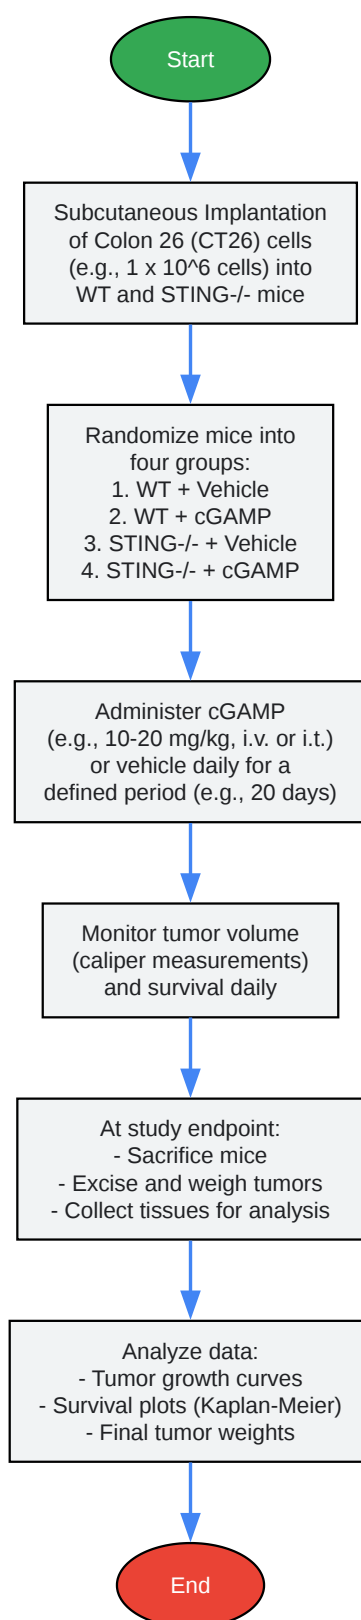 Start
Subcutaneous Implantation
of Colon 26 (CT26) cells
(e.g., 1 x 10^6 cells) into
WT and STING-/- mice
Randomize mice into
four groups:
1. WT + Vehicle
2. WT + cGAMP
3. STING-/- + Vehicle
4. STING-/- + cGAMP
Administer cGAMP
(e.g., 10-20 mg/kg, i.v. or i.t.)
or vehicle daily for a
defined period (e.g., 20 days)
Monitor tumor volume
(caliper measurements)
and survival daily
At study endpoint:
- Sacrifice mice
- Excise and weigh tumors
- Collect tissues for analysis
Analyze data:
- Tumor growth curves
- Survival plots (Kaplan-Meier)
- Final tumor weights
End